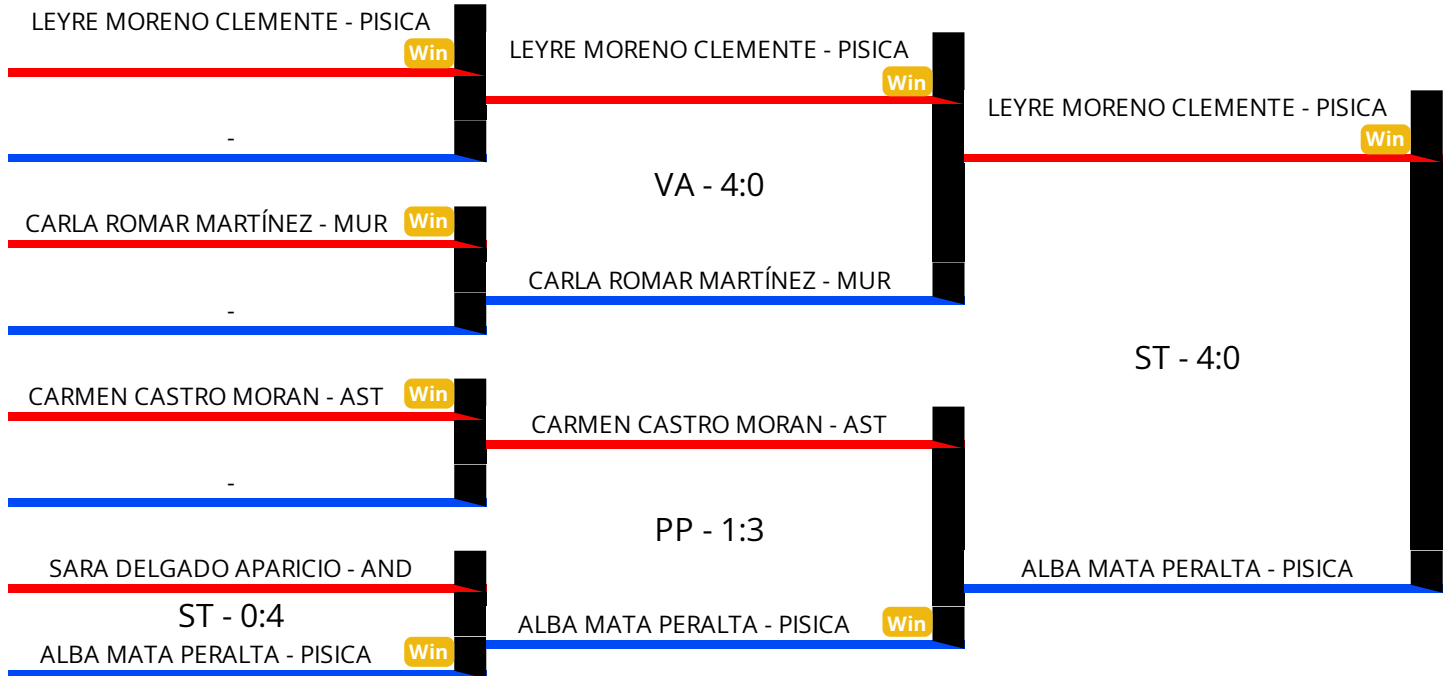 LEYRE MORENO CLEMENTE - PISICA
Win
-
CARLA ROMAR MARTÍNEZ - MUR
Win
-
CARMEN CASTRO MORAN - AST
Win
-
SARA DELGADO APARICIO - AND
ST - 0:4
ALBA MATA PERALTA - PISICA
Win
LEYRE MORENO CLEMENTE - PISICA
Win
VA - 4:0
CARLA ROMAR MARTÍNEZ - MUR
CARMEN CASTRO MORAN - AST
PP - 1:3
ALBA MATA PERALTA - PISICA
Win
LEYRE MORENO CLEMENTE - PISICA
Win
ST - 4:0
ALBA MATA PERALTA - PISICA